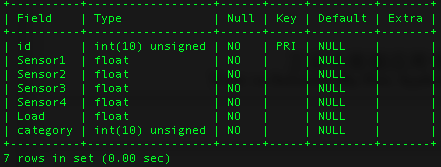 +----------+------------------+------+-----+---------+-------+
| Field    | Type             | Null | Key | Default | Extra |
+----------+------------------+------+-----+---------+-------+
| id       | int(10) unsigned | NO   | PRI | NULL    |       |
| Sensor1  | float            | NO   |     | NULL    |       |
| Sensor2  | float            | NO   |     | NULL    |       |
| Sensor3  | float            | NO   |     | NULL    |       |
| Sensor4  | float            | NO   |     | NULL    |       |
| Load     | float            | NO   |     | NULL    |       |
| category | int(10) unsigned | NO   |     | NULL    |       |
+----------+------------------+------+-----+---------+-------+
7 rows in set (0.00 sec)